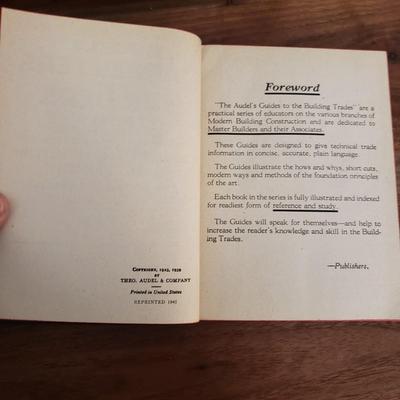 COPYRIGHT, 1923, 1939
BY
THEO. AUDEL & COMPANY
Printed in United States
REPRINTED 1945
Foreword
"The Audel's Guides to the Building Trades" are a
practical series of educators on the various branches of
Modern Building Construction and are dedicated to
Master Builders and their Associates.
These Guides are designed to give technical trade
information in concise, accurate, plain language.
The Guides illustrate the hows and whys, short cuts,
modern ways and methods of the foundation principles
of the art.
Each book in the series is fully illustrated and indexed
for readiest form of reference and study.
The Guides will speak for themselves—and help to
increase the reader's knowledge and skill in the Build-
ing Trades.
—Publishers.